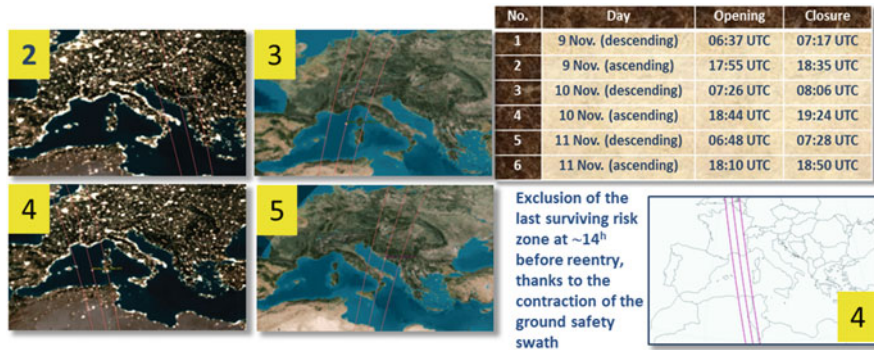 2
3
No. Day Opening Closure
1 9 Nov. (descending) 06:37 UTC 07:17 UTC
2 9 Nov. (ascending) 17:55 UTC 18:35 UTC
3 10 Nov. (descending) 07:26 UTC 08:06 UTC
4 10 Nov. (ascending) 18:44 UTC 19:24 UTC
5 11 Nov. (descending) 06:48 UTC 07:28 UTC
6 11 Nov. (ascending) 18:10 UTC 18:50 UTC
4
5
Exclusion of the
last surviving risk
zone at ~14h
before reentry,
thanks to the
contraction of the
ground safety
swath
4